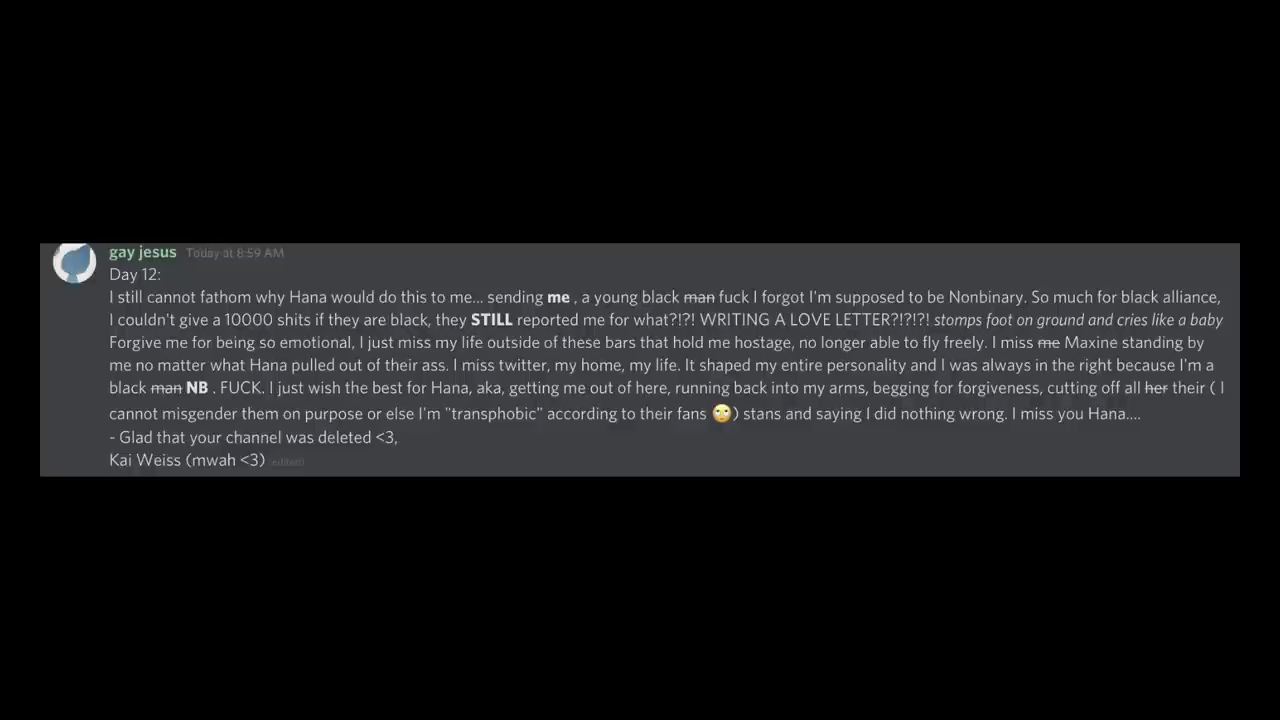 gay jesus Today at 8:59 AM
Day 12:
I still cannot fathom why Hana would do this to me... sending me , a young black man fuck I forgot I'm supposed to be Nonbinary. So much for black alliance,
I couldn't give a 10000 shits if they are black, they STILL reported me for what?!?! WRITING A LOVE LETTER?!?!?! stomps foot on ground and cries like a baby
Forgive me for being so emotional, I just miss my life outside of these bars that hold me hostage, no longer able to fly freely. I miss me Maxine standing by
me no matter what Hana pulled out of their ass. I miss twitter, my home, my life. It shaped my entire personality and I was always in the right because I'm a
black man NB . FUCK. I just wish the best for Hana, aka, getting me out of here, running back into my arms, begging for forgiveness, cutting off all her their ( I
cannot misgender them on purpose or else I'm "transphobic" according to their fans 🙄) stans and saying I did nothing wrong. I miss you Hana....
- Glad that your channel was deleted <3,
Kai Weiss (mwah <3) (edited)